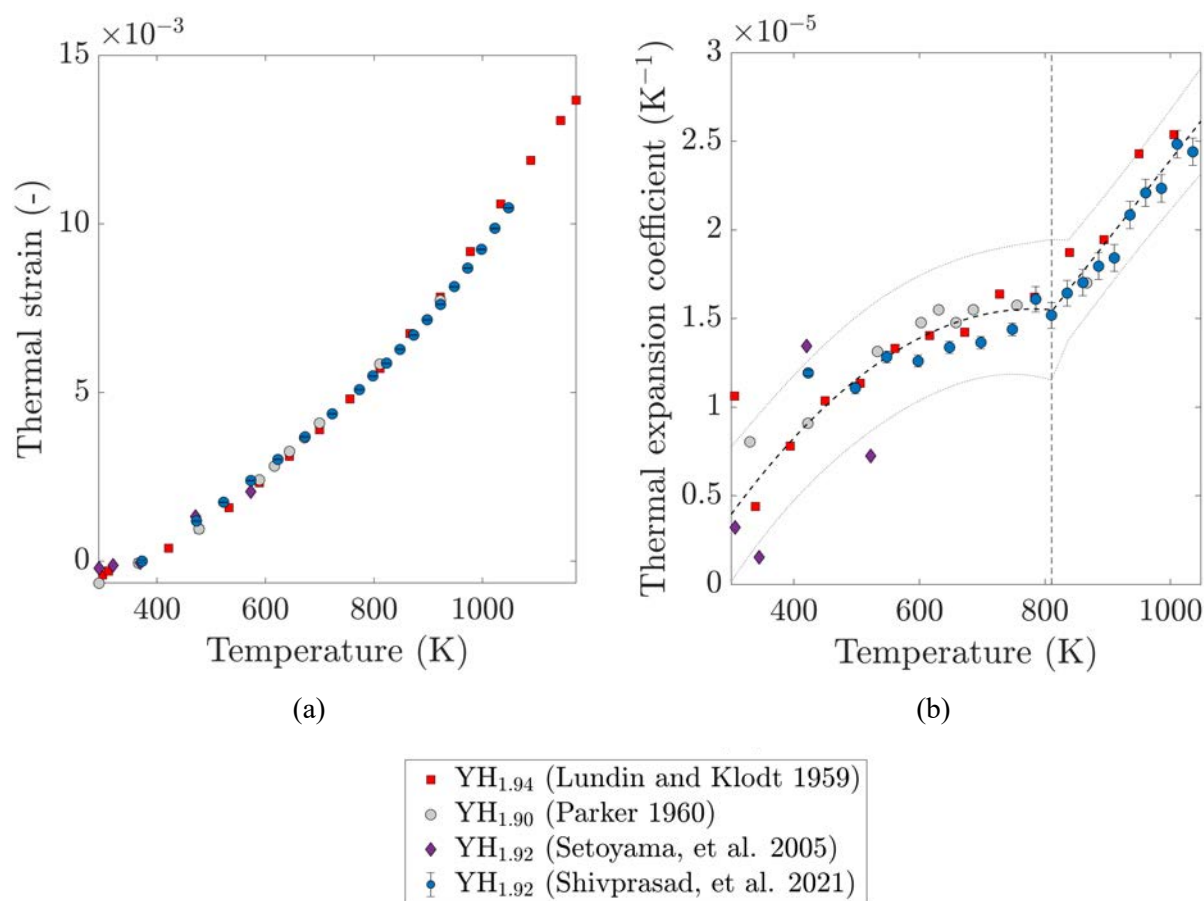 ×10⁻³
15
10
5
0
400 600 800 1000
Temperature (K)
Thermal strain (-)
(a)
×10⁻⁵
3
2.5
2
1.5
1
0.5
0
400 600 800 1000
Temperature (K)
Thermal expansion coefficient (K⁻¹)
(b)
YH₁.₉₄ (Lundin and Klodt 1959)
YH₁.₉₀ (Parker 1960)
YH₁.₉₂ (Setoyama, et al. 2005)
YH₁.₉₂ (Shivprasad, et al. 2021)